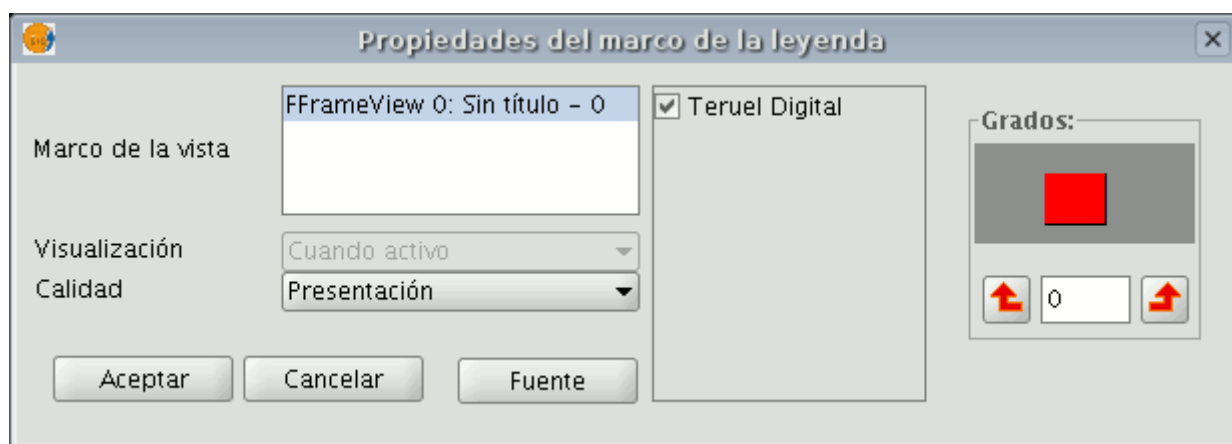 Propiedades del marco de la leyenda
Marco de la vista
FFrameView 0: Sin título – 0
Teruel Digital
Grados:
Visualización
Cuando activo
Calidad
Presentación
0
Aceptar
Cancelar
Fuente